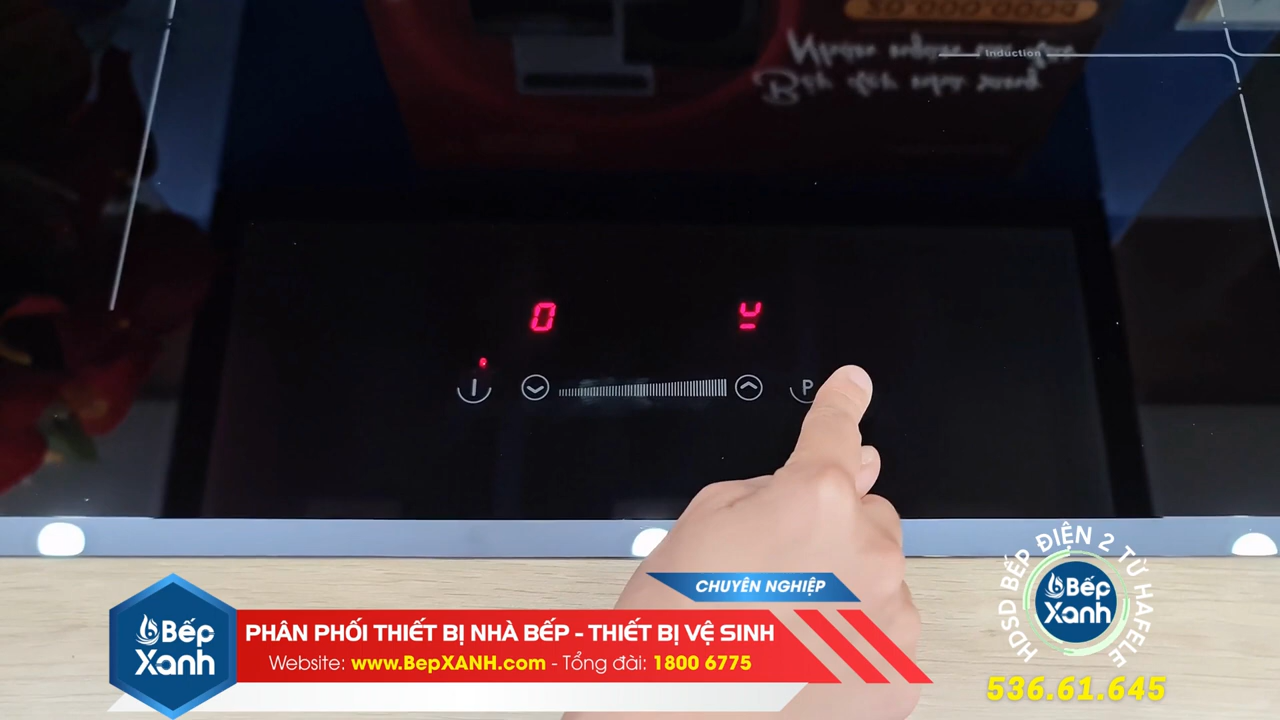 Induction
0
P
CHUYÊN NGHIỆP
Bếp
Xanh
PHÂN PHỐI THIẾT BỊ NHÀ BẾP - THIẾT BỊ VỆ SINH
Website: www.BepXANH.com - Tổng đài: 1800 6775
HDSD BẾP ĐIỆN 2 TỪ HAFELE
Bếp
Xanh
536.61.645